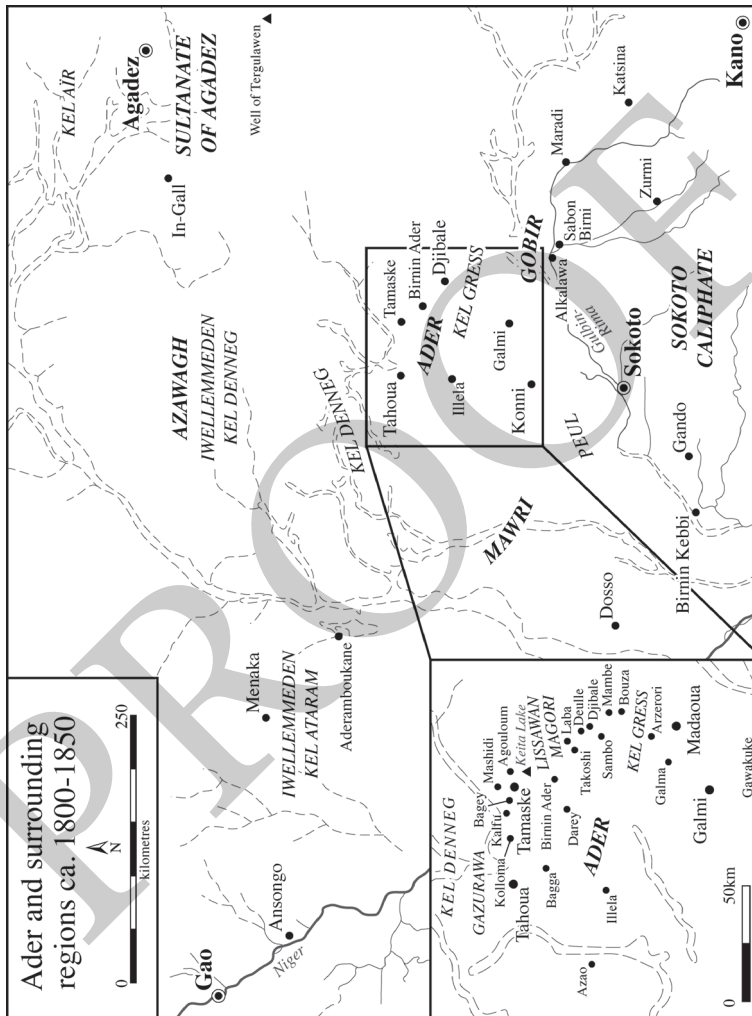 Ader and surrounding
regions ca. 1800-1850
N
0
250
kilometres
PROOF
KEL AÏR
Agadez
SULTANATE
OF AGADEZ
Well of Tergulawen
In-Gall
AZAWAGH
IWELLEMMEDEN
KEL DENNEG
Menaka
IWELLEMMEDEN
KEL ATARAM
Aderamboukane
Gao
Ansongo
Niger
KEL DENNEG
Tahoua
Tamaske
Birnin Ader
Djibale
ADER
KEL GRESS
Illela
Galmi
Konni
GOBIR
Alkalawa
Sabon
Birni
Maradi
Katsina
Kano
Zurmi
Gulbin
Rima
Sokoto
SOKOTO
CALIPHATE
PEUL
Gando
MAWRI
Birnin Kebbi
Dosso
KEL DENNEG
GAZURAWA
Kolloma
Tahoua
Kalfu
Bagey
Mashidi
Agouloum
Tamaske
Keita Lake
LISSAWAN
MAGORI
Birnin Ader
Bagga
Darey
ADER
Laba
Deulle
Takoshi
Djibale
Mambe
Sambo
Bouza
KEL GRESS
Arzerori
Illela
Azao
Galma
Madaoua
Galmi
Gawakuke
0
50km